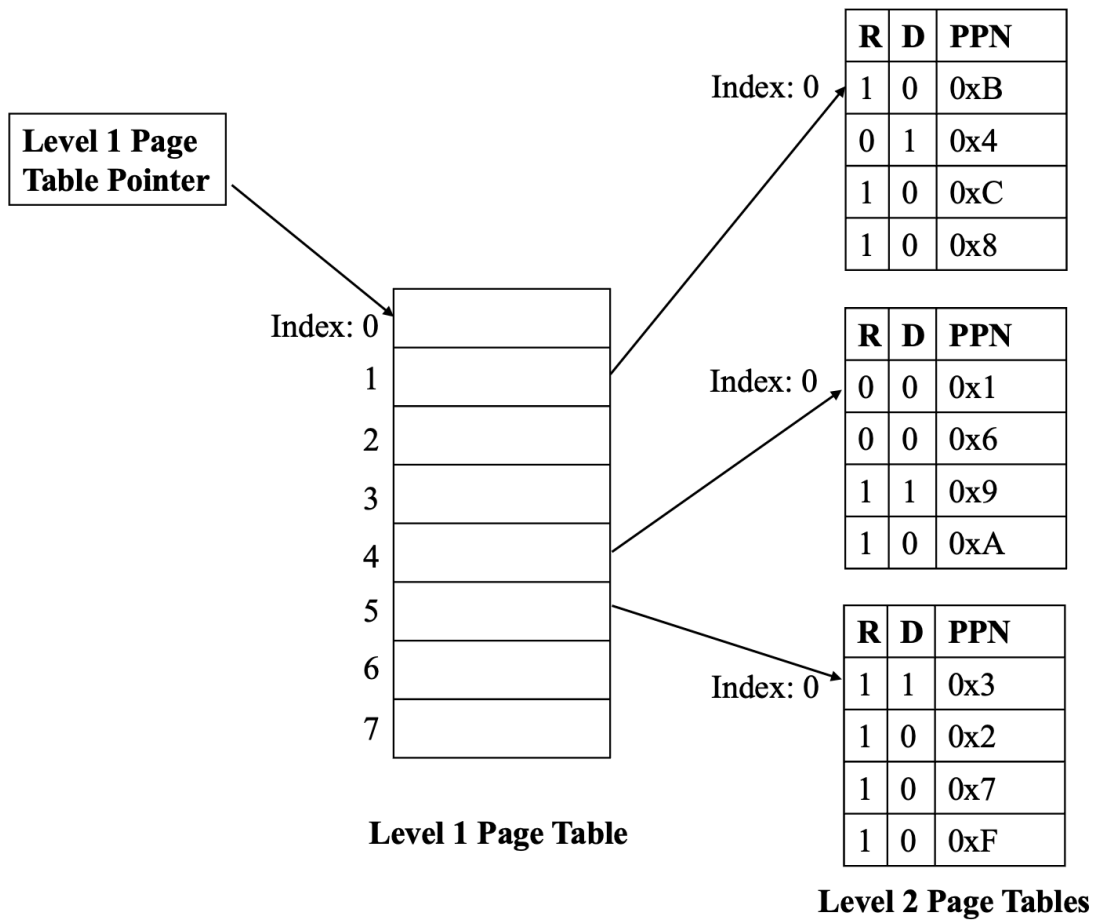 Level 1 Page
Table Pointer
Index: 0
1
2
3
4
5
6
7
Level 1 Page Table
Index: 0
R D PPN
1 0 0xB
0 1 0x4
1 0 0xC
1 0 0x8
Index: 0
R D PPN
0 0 0x1
0 0 0x6
1 1 0x9
1 0 0xA
Index: 0
R D PPN
1 1 0x3
1 0 0x2
1 0 0x7
1 0 0xF
Level 2 Page Tables